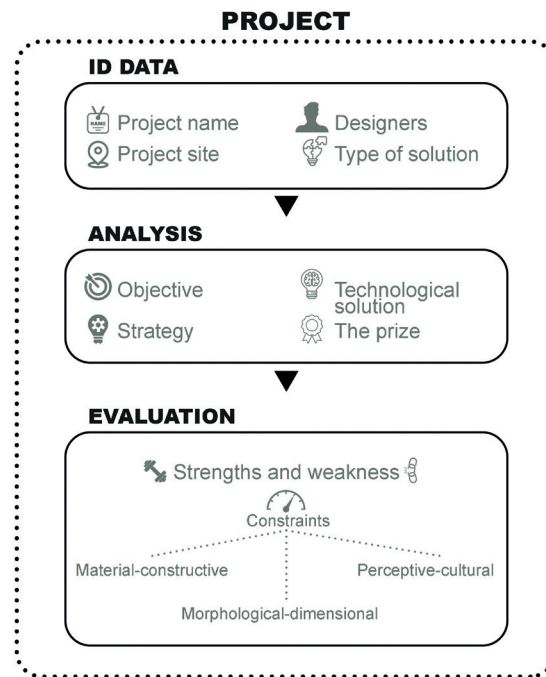 PROJECT
ID DATA
NAME
Project name
Designers
Project site
Type of solution
ANALYSIS
Objective
Technological
solution
Strategy
The prize
EVALUATION
Strengths and weakness
Constraints
Material-constructive
Perceptive-cultural
Morphological-dimensional